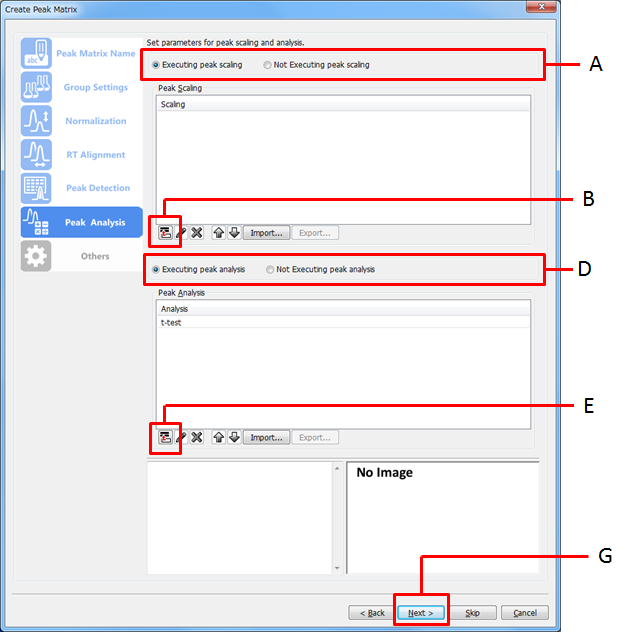 Create Peak Matrix
Set parameters for peak scaling and analysis.
abc
Peak Matrix Name
Group Settings
Normalization
RT Alignment
Peak Detection
Peak Analysis
Others
Executing peak scaling Not Executing peak scaling
A
Peak Scaling
Scaling
B
Import... Export...
Executing peak analysis Not Executing peak analysis
D
Peak Analysis
Analysis
t-test
E
Import... Export...
No Image
G
< Back Next > Skip Cancel